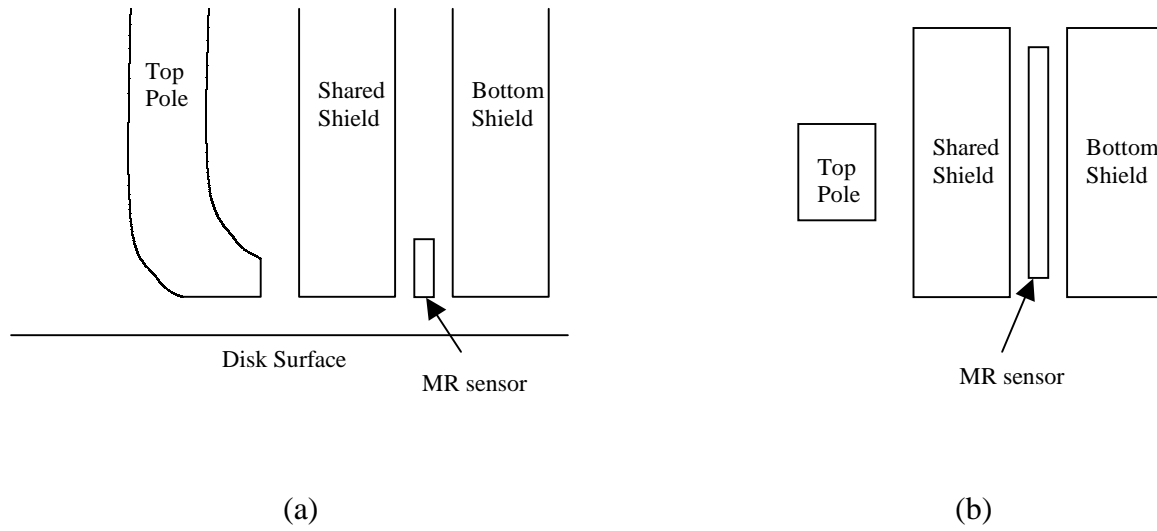 Top
Pole
Shared
Shield
Bottom
Shield
Disk Surface
MR sensor
(a)
Top
Pole
Shared
Shield
Bottom
Shield
MR sensor
(b)